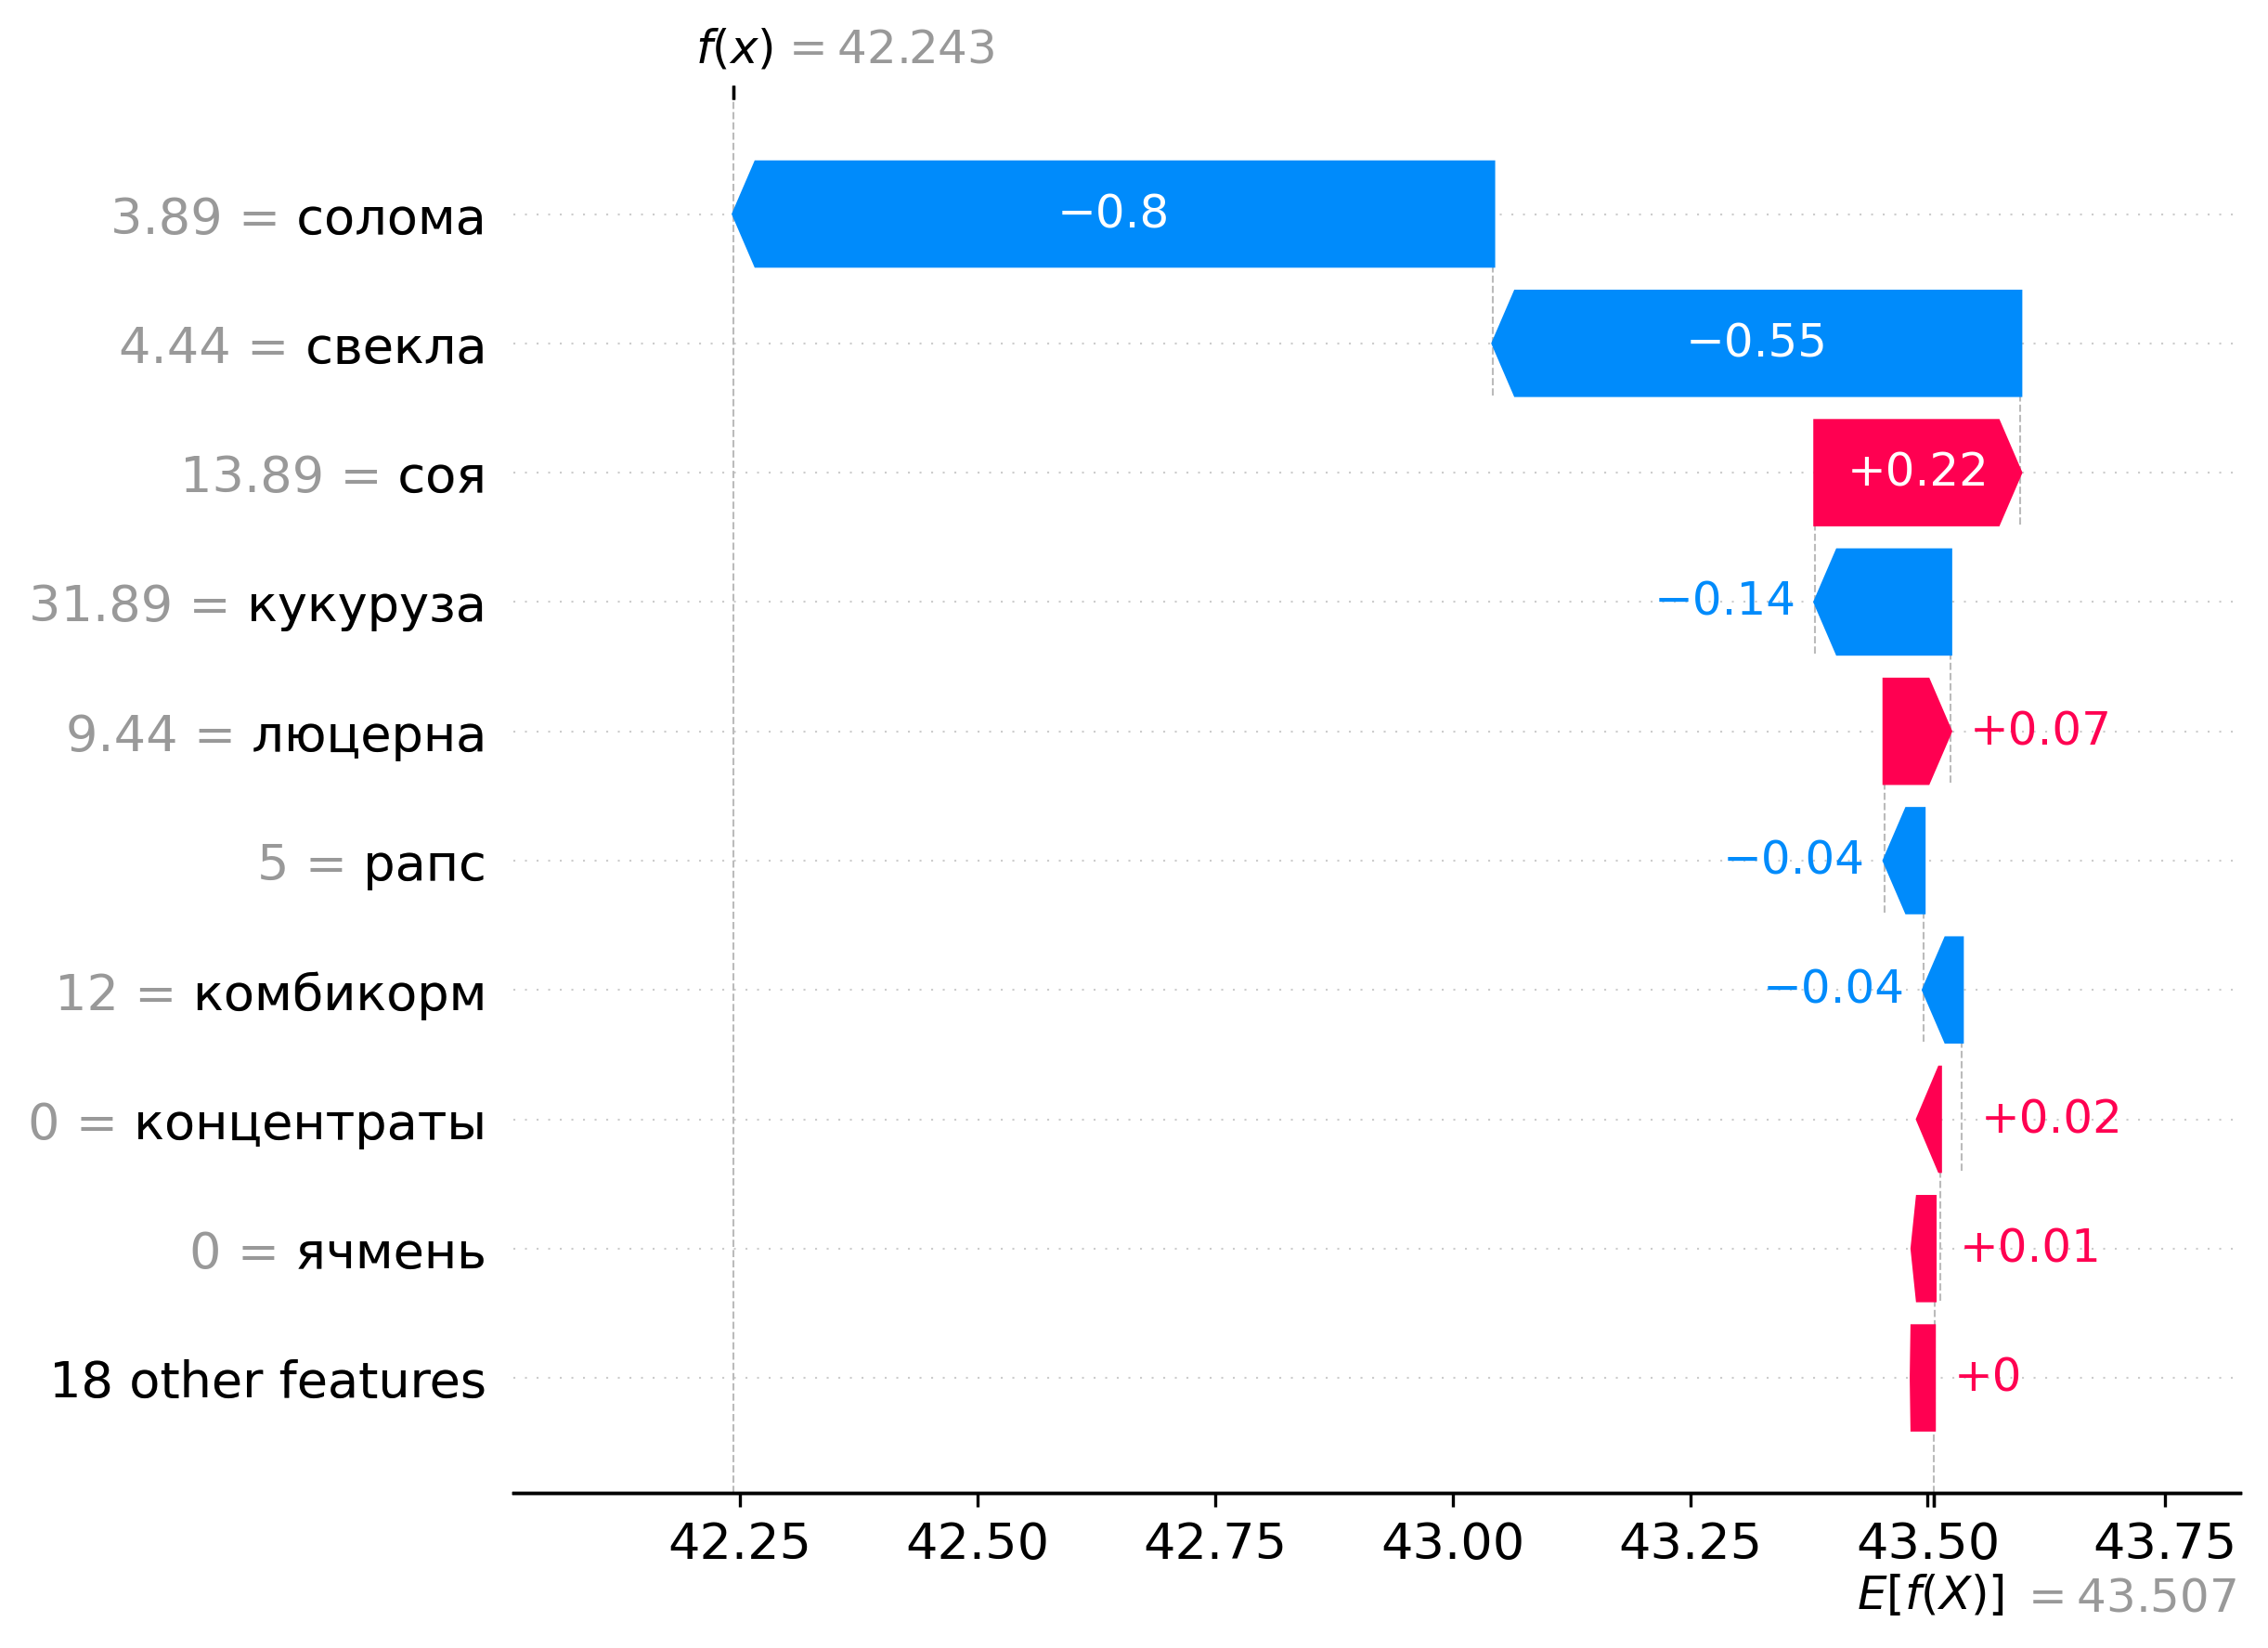 f(x) = 42.243
3.89 = солома −0.8
4.44 = свекла −0.55
13.89 = соя +0.22
31.89 = кукуруза −0.14
9.44 = люцерна +0.07
5 = рапс −0.04
12 = комбикорм −0.04
0 = концентраты +0.02
0 = ячмень +0.01
18 other features +0
42.25 42.50 42.75 43.00 43.25 43.50 43.75
E[f(X)] = 43.507